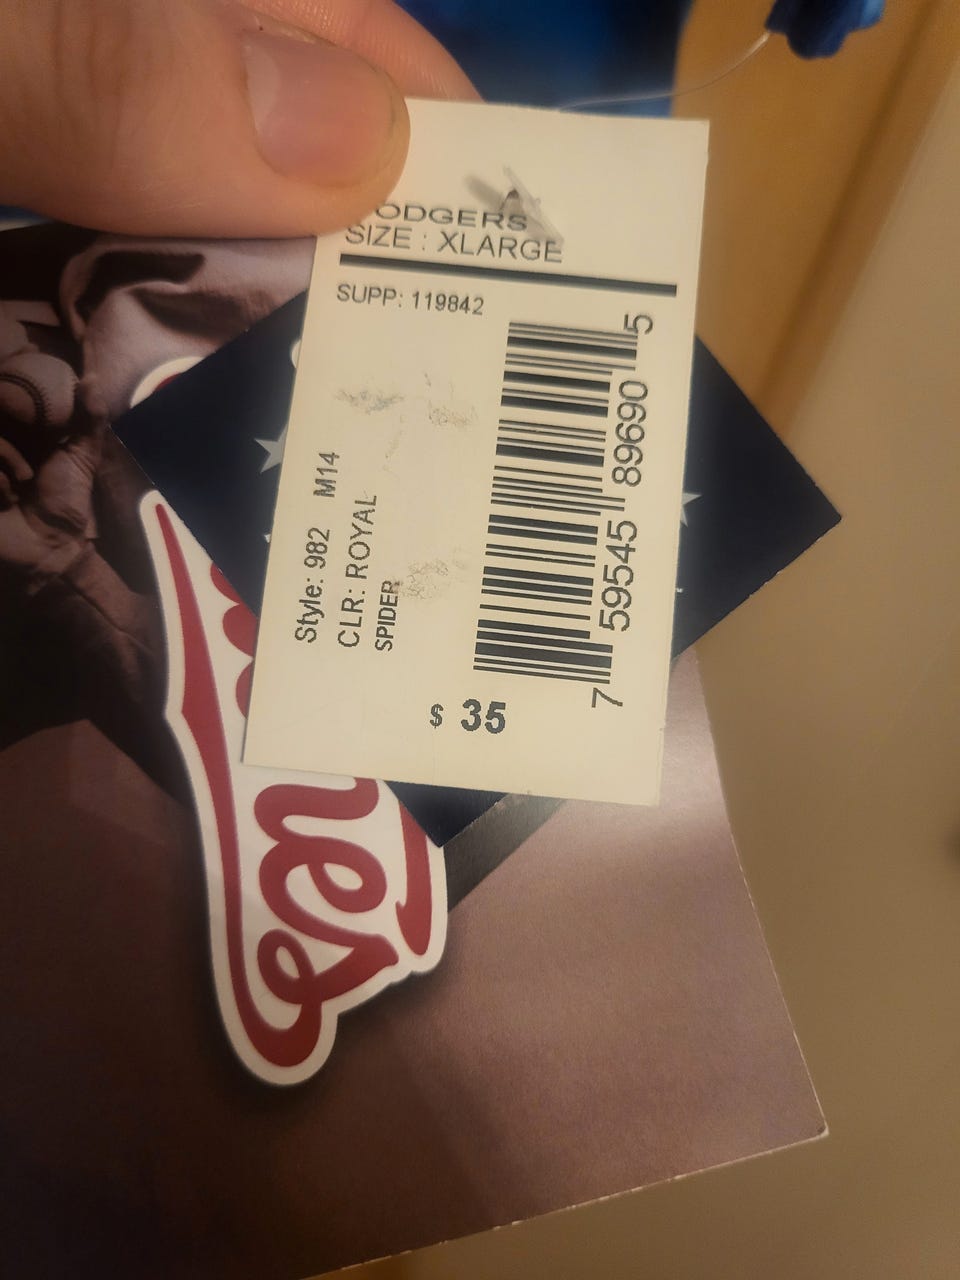 ODGERS
SIZE : XLARGE
SUPP: 119842
Style: 982 M14
CLR: ROYAL
SPIDER
7 59545 89690 5
$ 35